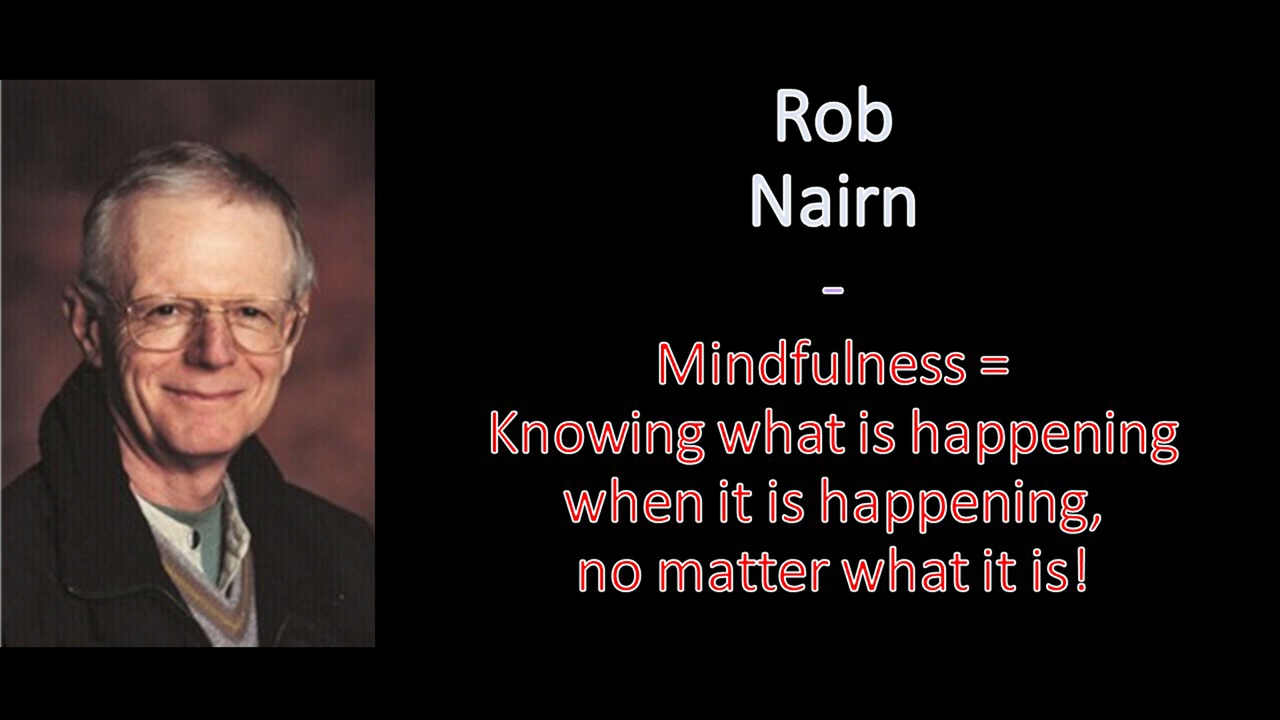 Rob
Nairn
-
Mindfulness =
Knowing what is happening
when it is happening,
no matter what it is!